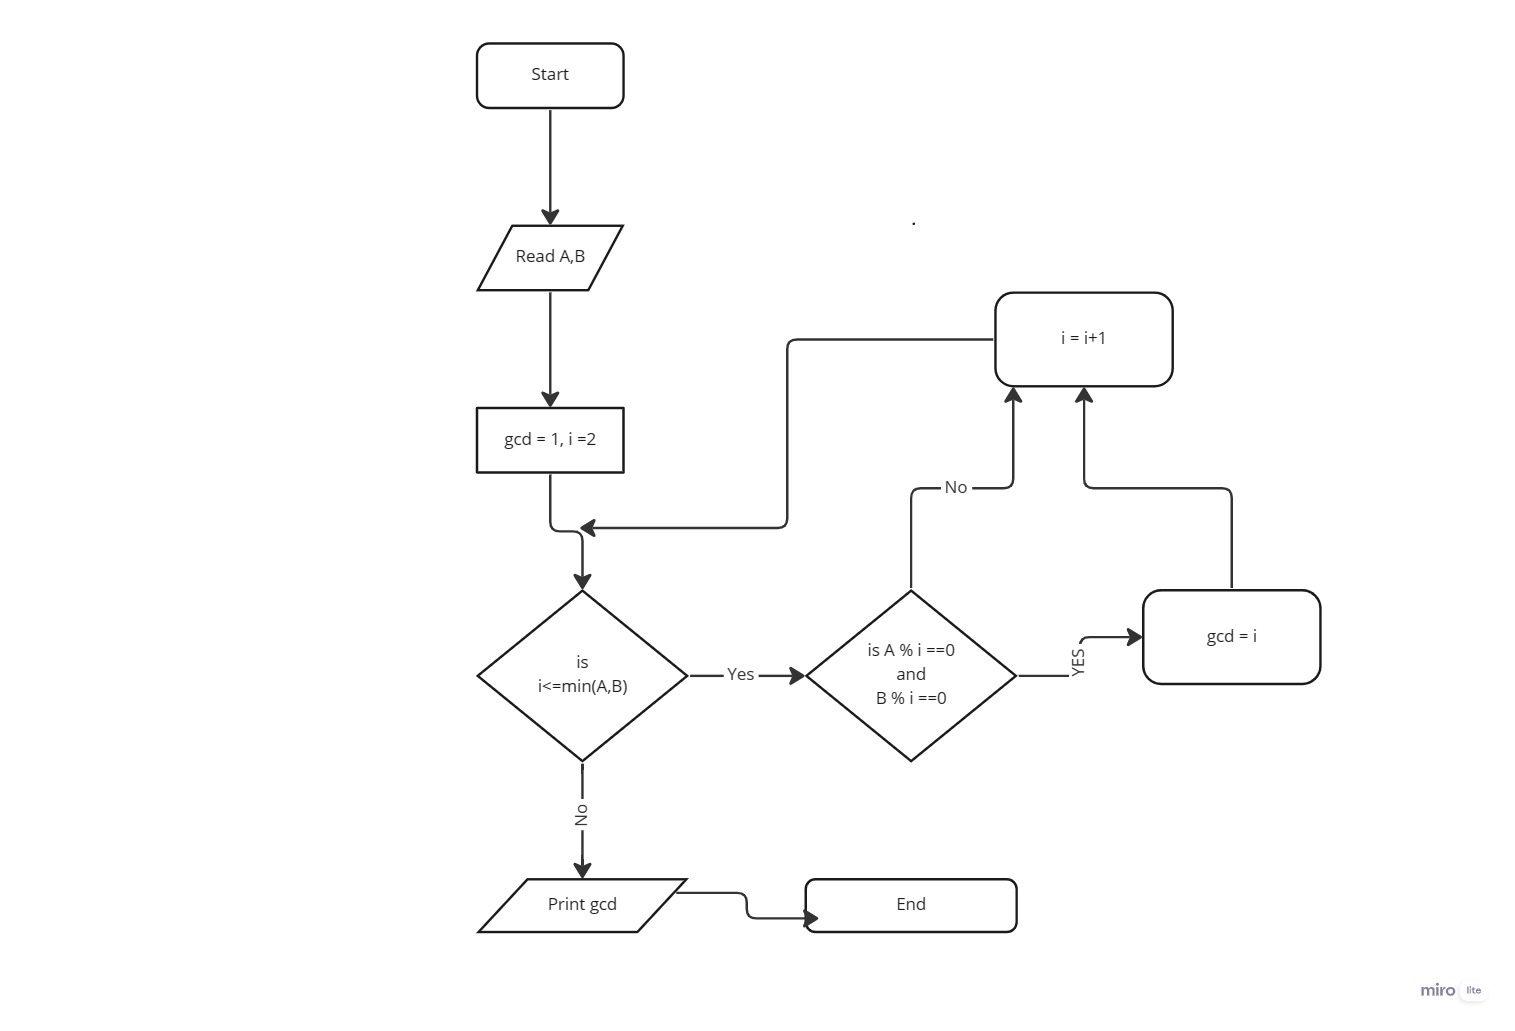 Start
Read A,B
i = i+1
gcd = 1, i =2
No
is
i<=min(A,B)
Yes
is A % i ==0
and
B % i ==0
YES
gcd = i
No
Print gcd
End
miro lite